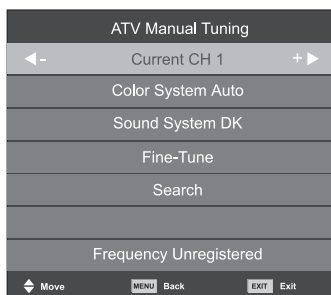 ATV Manual Tuning
- Current CH 1 +
Color System Auto
Sound System DK
Fine-Tune
Search
Frequency Unregistered
Move MENU Back EXIT Exit